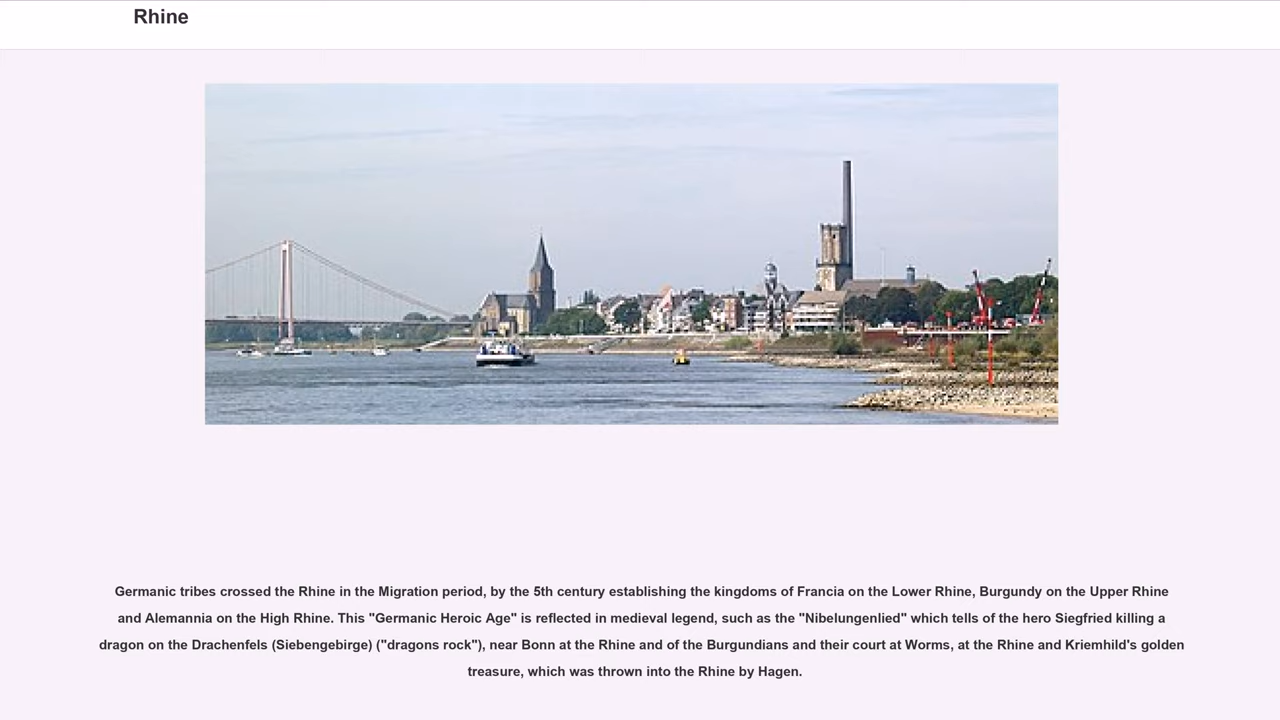 Rhine
Germanic tribes crossed the Rhine in the Migration period, by the 5th century establishing the kingdoms of Francia on the Lower Rhine, Burgundy on the Upper Rhine
and Alemannia on the High Rhine. This "Germanic Heroic Age" is reflected in medieval legend, such as the "Nibelungenlied" which tells of the hero Siegfried killing a
dragon on the Drachenfels (Siebengebirge) ("dragons rock"), near Bonn at the Rhine and of the Burgundians and their court at Worms, at the Rhine and Kriemhild's golden
treasure, which was thrown into the Rhine by Hagen.